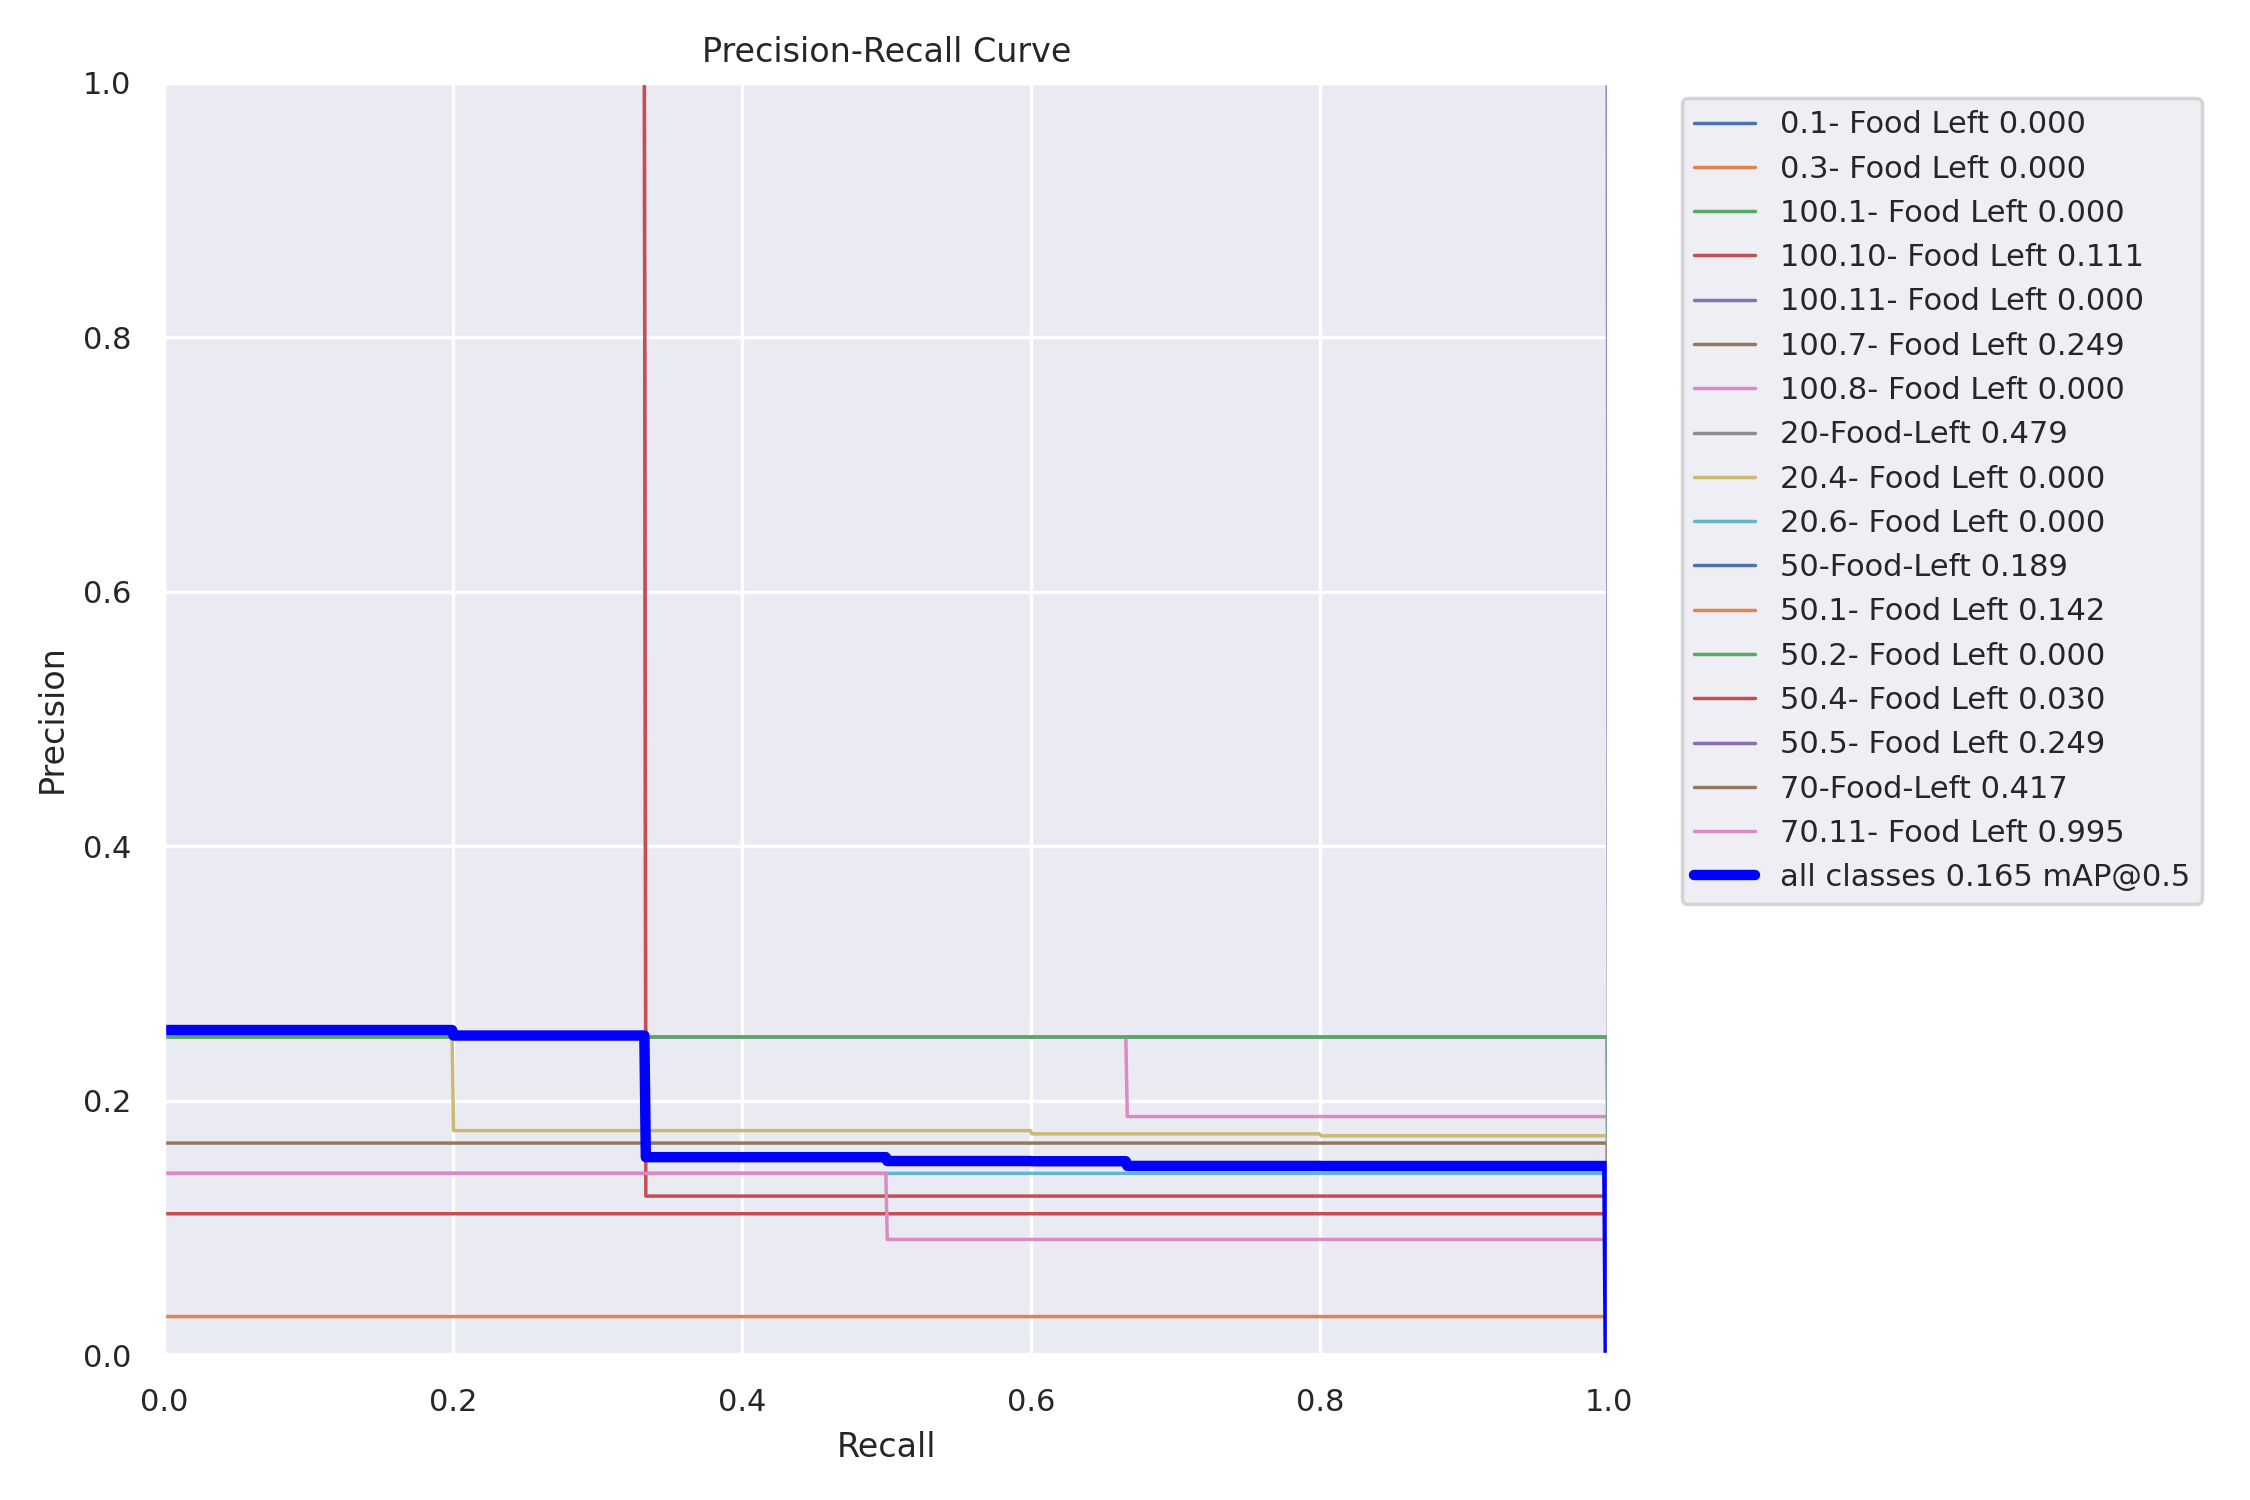 Precision-Recall Curve
1.0
0.8
0.6
0.4
0.2
0.0
Precision
0.0 0.2 0.4 0.6 0.8 1.0
Recall
0.1- Food Left 0.000
0.3- Food Left 0.000
100.1- Food Left 0.000
100.10- Food Left 0.111
100.11- Food Left 0.000
100.7- Food Left 0.249
100.8- Food Left 0.000
20-Food-Left 0.479
20.4- Food Left 0.000
20.6- Food Left 0.000
50-Food-Left 0.189
50.1- Food Left 0.142
50.2- Food Left 0.000
50.4- Food Left 0.030
50.5- Food Left 0.249
70-Food-Left 0.417
70.11- Food Left 0.995
all classes 0.165 mAP@0.5